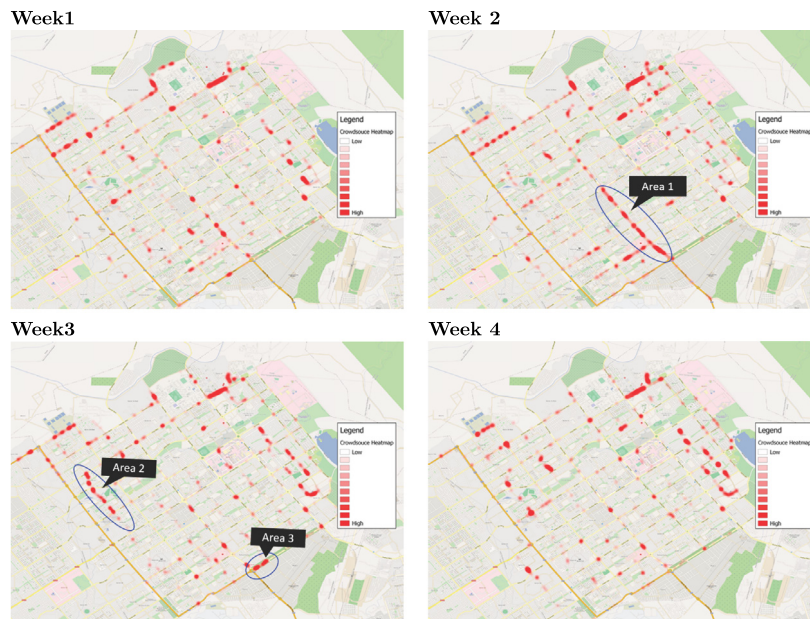 Week1
Week 2
Legend
Crowdsouce Heatmap
Low
High
Legend
Crowdsouce Heatmap
Low
High
Area 1
Week3
Week 4
Legend
Crowdsouce Heatmap
Low
High
Area 2
Area 3
Legend
Crowdsouce Heatmap
Low
High